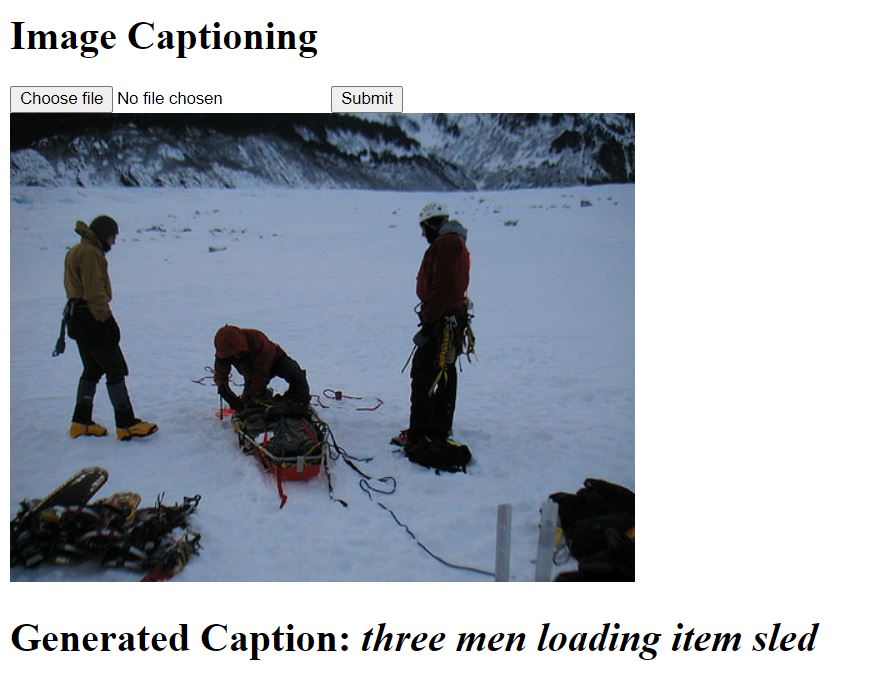 Image Captioning
Choose file No file chosen Submit
Generated Caption: three men loading item sled